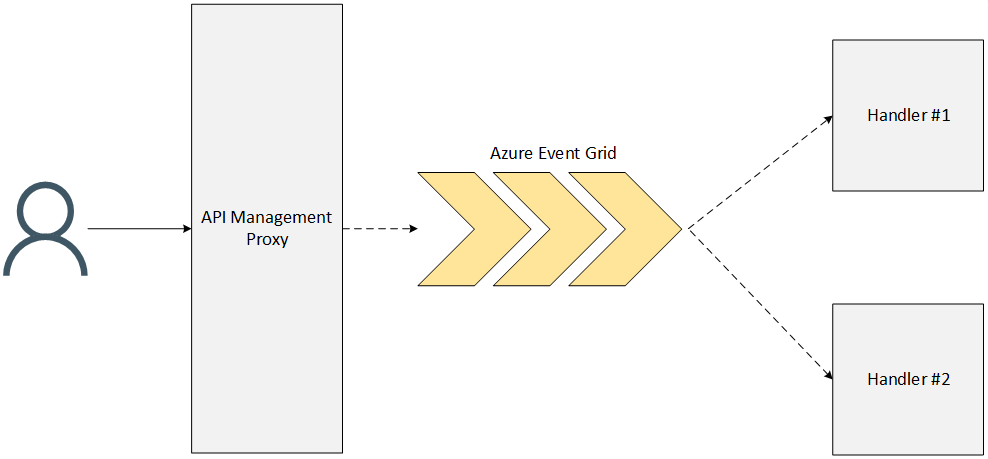 Azure Event Grid
API Management
Proxy
Handler #1
Handler #2